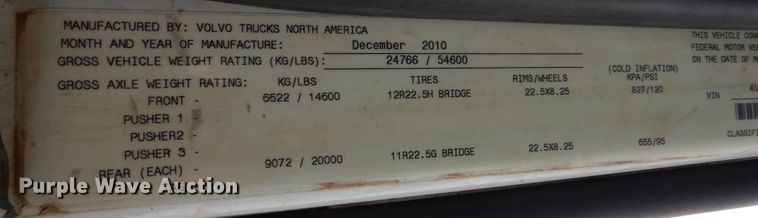 MANUFACTURED BY: VOLVO TRUCKS NORTH AMERICA
MONTH AND YEAR OF MANUFACTURE: December 2010
GROSS VEHICLE WEIGHT RATING (KG/LBS) 24766 / 54600
GROSS AXLE WEIGHT RATING: KG/LBS TIRES RIMS/WHEELS (COLD INFLATION) KPA/PSI
FRONT - 6622 / 14600 12R22.5H BRIDGE 22.5X8.25 827/120
PUSHER 1 -
PUSHER2 -
PUSHER 3 -
REAR (EACH) - 9072 / 20000 11R22.5G BRIDGE 22.5X8.25 655/95
THIS VEHICLE CONF
FEDERAL MOTOR VEH
ON THE DATE OF M
VIN 4V
CLASSIFI
Purple Wave Auction